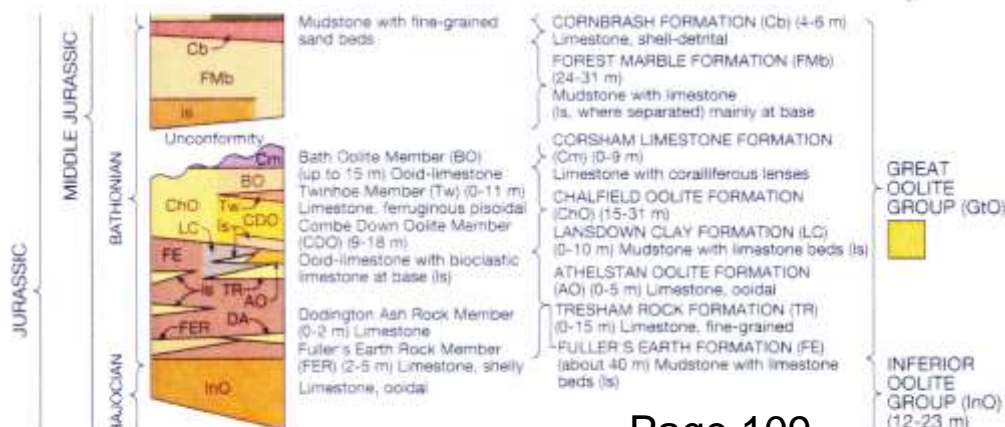 MIDDLE JURASSIC
JURASSIC
BATHONIAN
BAJOCIAN
Cb
FMb
ls
Unconformity
Cm
BO
ChO
Tw
ls
CDO
LC
FE
ls
TR
AO
DA
FER
InO
Mudstone with fine-grained
sand beds
Bath Oolite Member (BO)
(up to 15 m) Ooid-limestone
Twinhoe Member (Tw) (0-11 m)
Limestone, ferruginous pisoidal
Combe Down Oolite Member
(CDO) (9-18 m)
Ooid-limestone with bioclastic
limestone at base (ls)
Dodington Ash Rock Member
(0-2 m) Limestone
Fuller's Earth Rock Member
(FER) (2-5 m) Limestone, shelly
Limestone, ooidal
CORNBRASH FORMATION (Cb) (4-6 m)
Limestone, shell-detrital
FOREST MARBLE FORMATION (FMb)
(24-31 m)
Mudstone with limestone
(ls, where separated) mainly at base
CORSHAM LIMESTONE FORMATION
(Cm) (0-9 m)
Limestone with coralliferous lenses
CHALFIELD OOLITE FORMATION
(ChO) (15-31 m)
LANSDOWN CLAY FORMATION (LC)
(0-10 m) Mudstone with limestone beds (ls)
ATHELSTAN OOLITE FORMATION
(AO) (0-5 m) Limestone, ooidal
TRESHAM ROCK FORMATION (TR)
(0-15 m) Limestone, fine-grained
FULLER'S EARTH FORMATION (FE)
(about 40 m) Mudstone with limestone
beds (ls)
GREAT
OOLITE
GROUP (GtO)
INFERIOR
OOLITE
GROUP (InO)
(12-23 m)